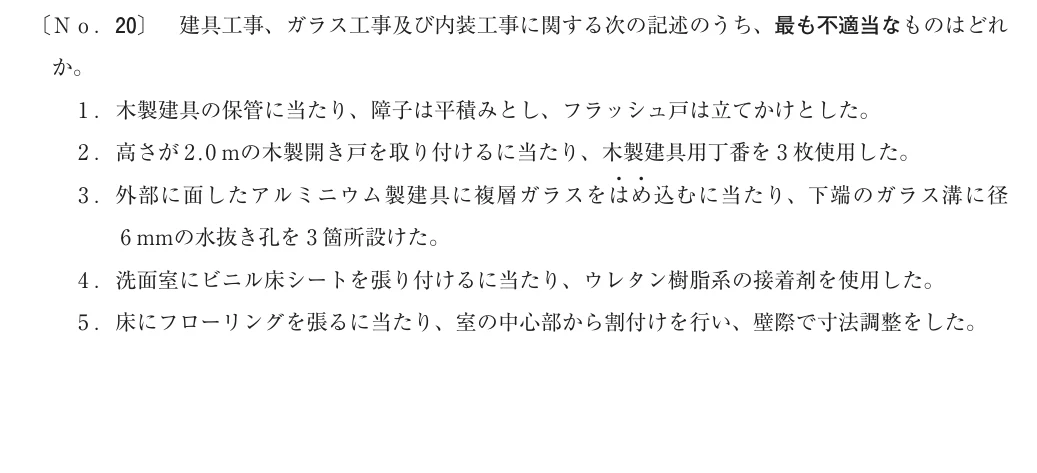 〔Ｎｏ．20〕　建具工事、ガラス工事及び内装工事に関する次の記述のうち、最も不適当なものはどれ
か。
１．木製建具の保管に当たり、障子は平積みとし、フラッシュ戸は立てかけとした。
２．高さが2.0ｍの木製開き戸を取り付けるに当たり、木製建具用丁番を３枚使用した。
３．外部に面したアルミニウム製建具に複層ガラスをはめ込むに当たり、下端のガラス溝に径
６mmの水抜き孔を３箇所設けた。
４．洗面室にビニル床シートを張り付けるに当たり、ウレタン樹脂系の接着剤を使用した。
５．床にフローリングを張るに当たり、室の中心部から割付けを行い、壁際で寸法調整をした。